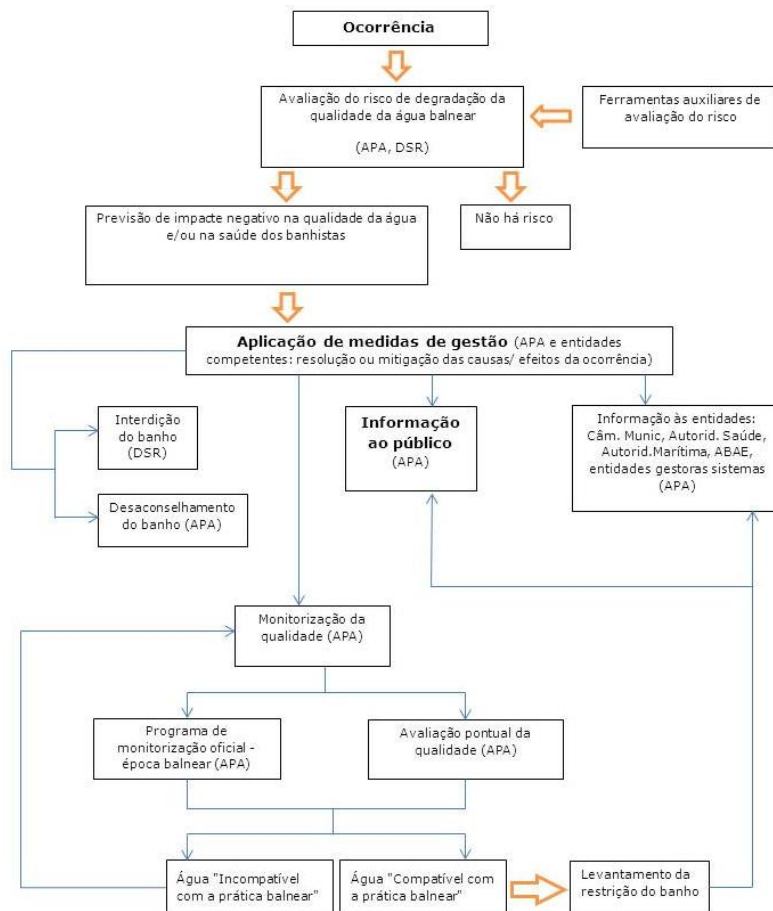 Ocorrência
Avaliação do risco de degradação da
qualidade da água balnear
(APA, DSR)
Ferramentas auxiliares de
avaliação do risco
Previsão de impacte negativo na qualidade da água
e/ou na saúde dos banhistas
Não há risco
Aplicação de medidas de gestão (APA e entidades
competentes: resolução ou mitigação das causas/ efeitos da ocorrência)
Interdição
do banho
(DSR)
Desaconselhamento
do banho (APA)
Informação
ao público
(APA)
Informação às entidades:
Câm. Munic, Autorid. Saúde,
Autorid.Marítima, ABAE,
entidades gestoras sistemas
(APA)
Monitorização da
qualidade (APA)
Programa de
monitorização oficial -
época balnear (APA)
Avaliação pontual da
qualidade (APA)
Água "Incompatível
com a prática balnear"
Água "Compatível com
a prática balnear"
Levantamento da
restrição do banho